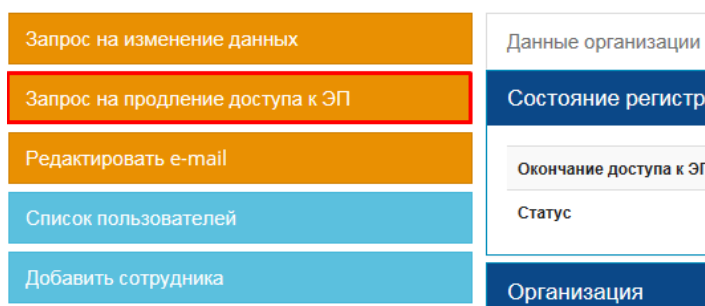 Запрос на изменение данных
Запрос на продление доступа к ЭП
Редактировать e-mail
Список пользователей
Добавить сотрудника
Данные организации
Состояние регистр
Окончание доступа к ЭП
Статус
Организация